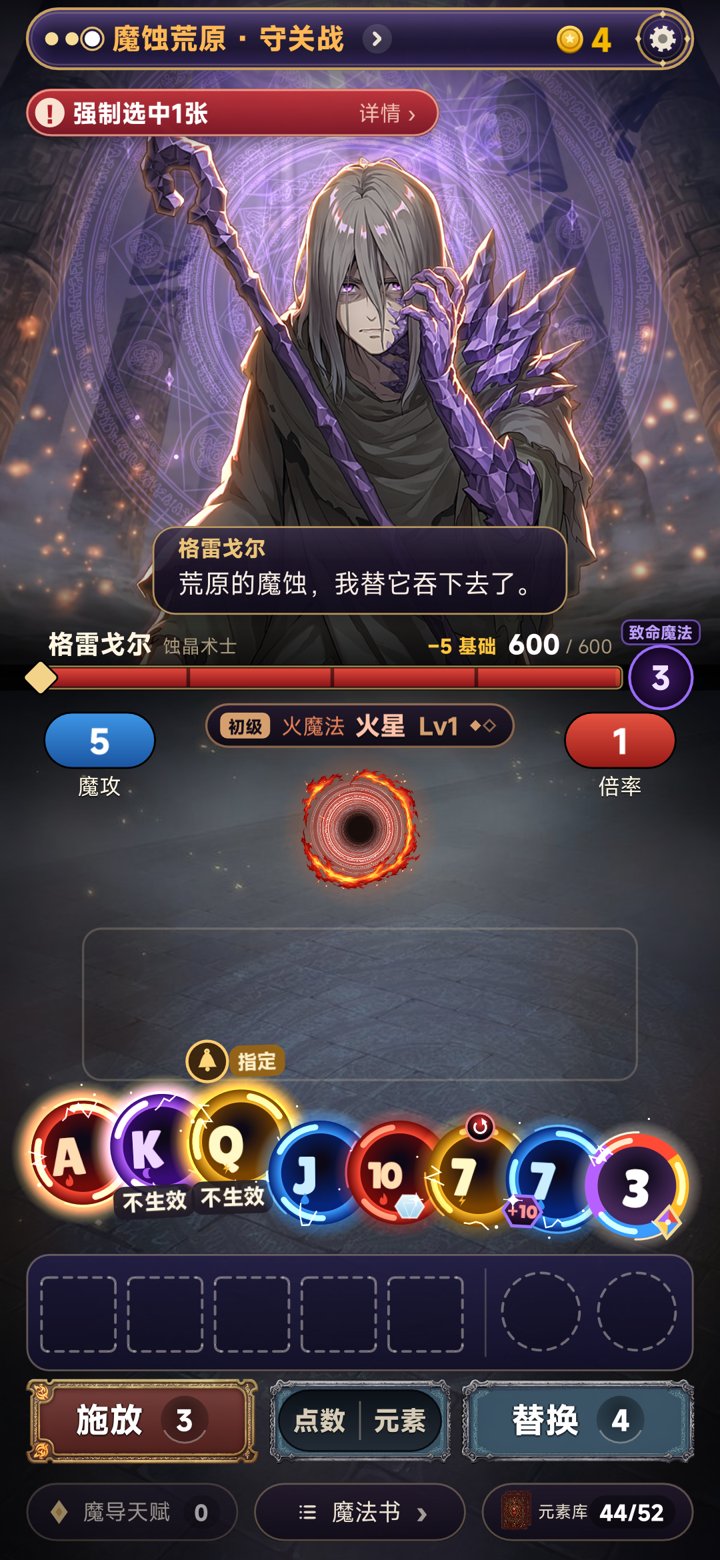 魔蚀荒原 · 守关战 4
! 强制选中1张 详情
格雷戈尔
荒原的魔蚀，我替它吞下去了。
格雷戈尔 蚀晶术士 -5 基础 600 / 600
致命魔法
3
5
魔攻
初级 火魔法 火星 Lv1
1
倍率
指定
A K Q J 10 7 7 3
不生效 不生效 +10
施放 3 点数 元素 替换 4
魔导天赋 0 魔法书 元素库 44/52